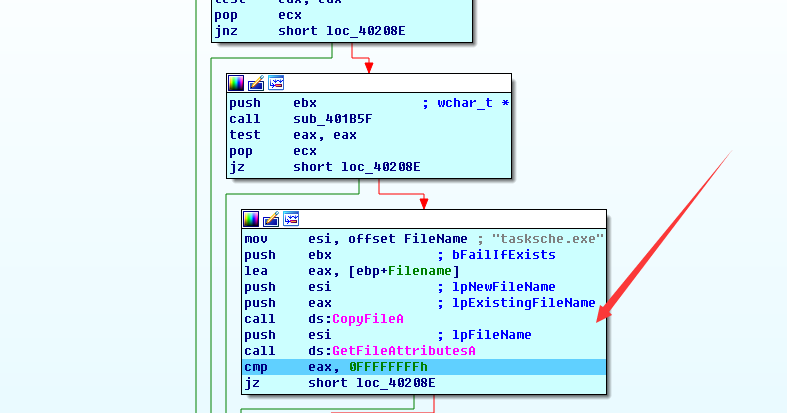 test    eax, eax
pop     ecx
jnz     short loc_40208E
push    ebx             ; wchar_t *
call    sub_401B5F
test    eax, eax
pop     ecx
jz      short loc_40208E
mov     esi, offset FileName ; "tasksche.exe"
push    ebx             ; bFailIfExists
lea     eax, [ebp+Filename]
push    esi             ; lpNewFileName
push    eax             ; lpExistingFileName
call    ds:CopyFileA
push    esi             ; lpFileName
call    ds:GetFileAttributesA
cmp     eax, 0FFFFFFFFh
jz      short loc_40208E